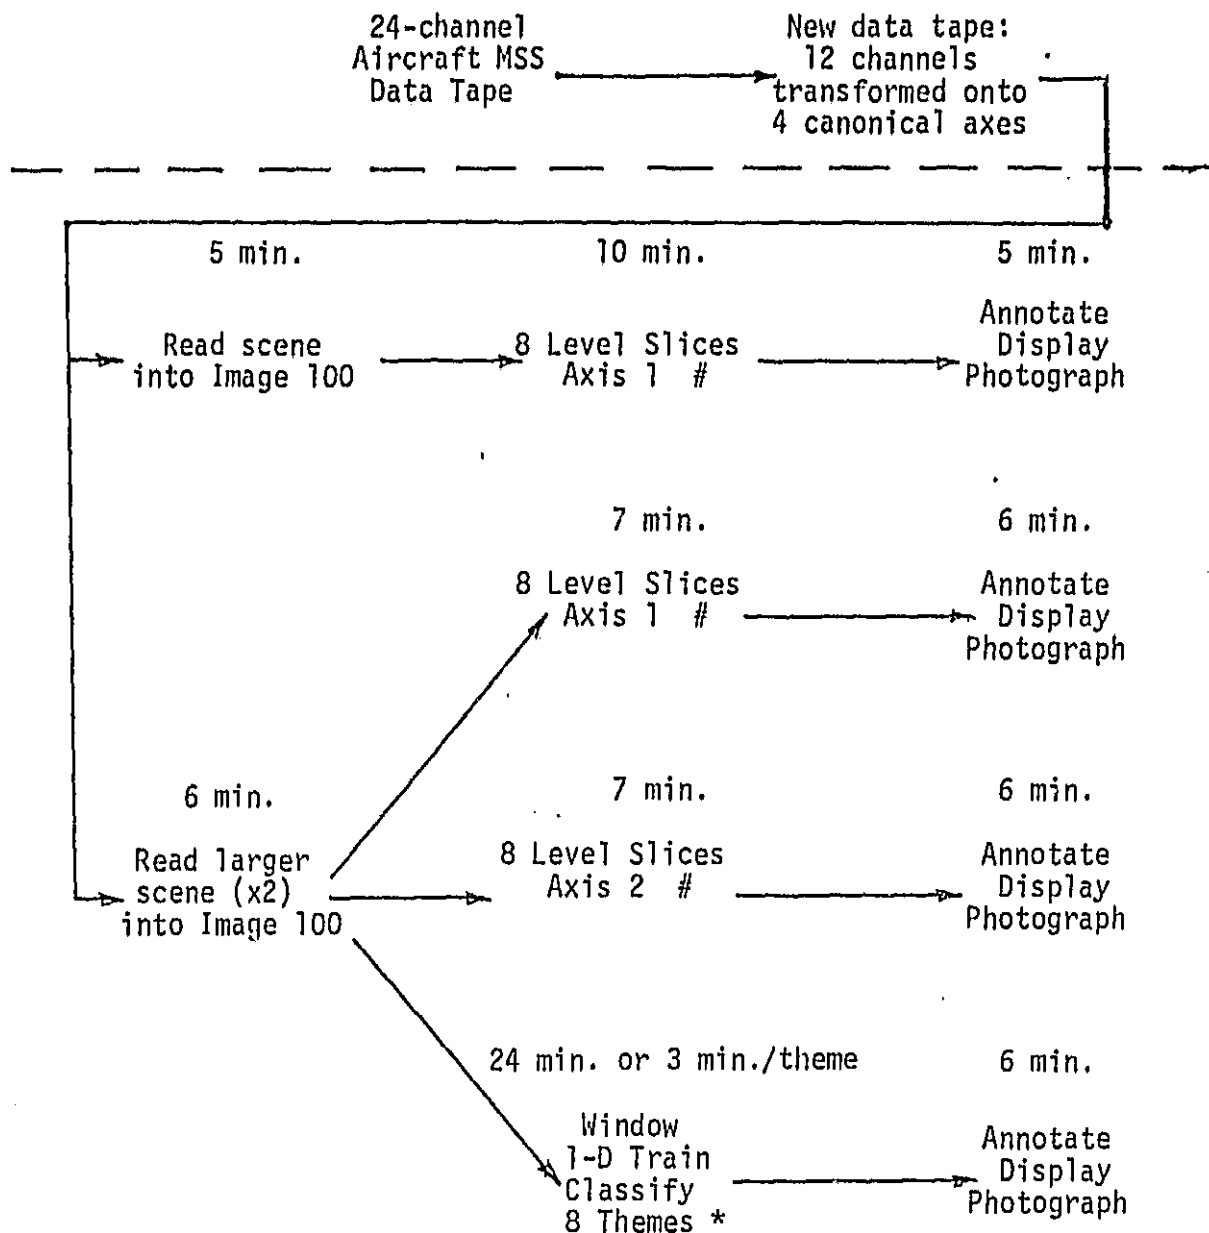 24-channel
Aircraft MSS
Data Tape
New data tape:
12 channels
transformed onto
4 canonical axes
5 min.
10 min.
5 min.
Read scene
into Image 100
8 Level Slices
Axis 1 #
Annotate
Display
Photograph
7 min.
6 min.
8 Level Slices
Axis 1 #
Annotate
Display
Photograph
6 min.
7 min.
6 min.
Read larger
scene (x2)
into Image 100
8 Level Slices
Axis 2 #
Annotate
Display
Photograph
24 min. or 3 min./theme
6 min.
Window
1-D Train
Classify
8 Themes *
Annotate
Display
Photograph